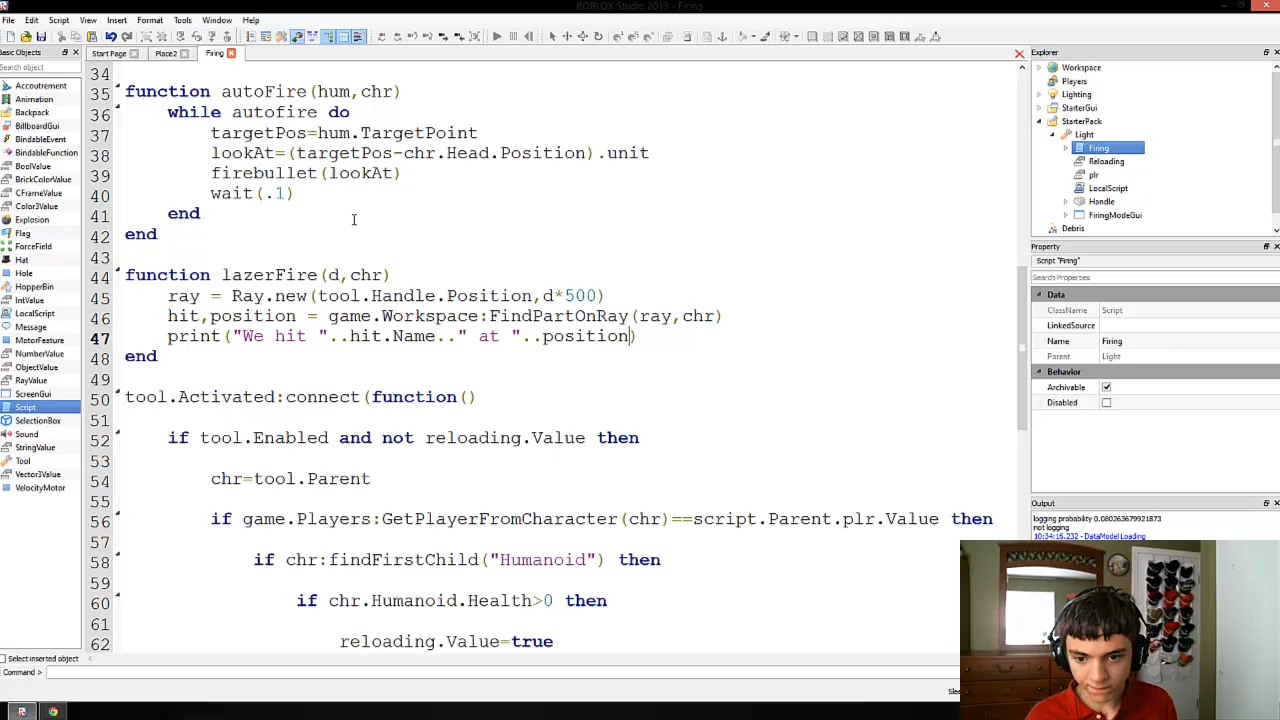 ROBLOX Studio 2013 - Firing
File Edit Script View Insert Format Tools Window Help
Basic Objects
Search object
Accoutrement
Animation
Backpack
BillboardGui
BindableEvent
BindableFunction
BoolValue
BrickColorValue
CFrameValue
Color3Value
Explosion
Flag
ForceField
Hat
Hole
HopperBin
IntValue
LocalScript
Message
MotorFeature
NumberValue
ObjectValue
RayValue
ScreenGui
Script
SelectionBox
Sound
StringValue
Tool
Vector3Value
VelocityMotor
Select inserted object
Command >
Start Page Place2 Firing
34
35 function autoFire(hum,chr)
36 while autofire do
37 targetPos=hum.TargetPoint
38 lookAt=(targetPos-chr.Head.Position).unit
39 firebullet(lookAt)
40 wait(.1)
41 end
42 end
43
44 function lazerFire(d,chr)
45 ray = Ray.new(tool.Handle.Position,d*500)
46 hit,position = game.Workspace:FindPartOnRay(ray,chr)
47 print("We hit "..hit.Name.." at "..position)
48 end
49
50 tool.Activated:connect(function()
51
52 if tool.Enabled and not reloading.Value then
53
54 chr=tool.Parent
55
56 if game.Players:GetPlayerFromCharacter(chr)==script.Parent.plr.Value then
57
58 if chr:findFirstChild("Humanoid") then
59
60 if chr.Humanoid.Health>0 then
61
62 reloading.Value=true
Explorer
Workspace
Players
Lighting
StarterGui
StarterPack
Light
Firing
Reloading
plr
LocalScript
Handle
FiringModeGui
Debris
Property
Script "Firing"
Search Properties
Data
ClassName Script
LinkedSource
Name Firing
Parent Light
Behavior
Archivable
Disabled
Output
logging probability 0.080263679921873
not logging
10:34:16.232 - DataModel Loading